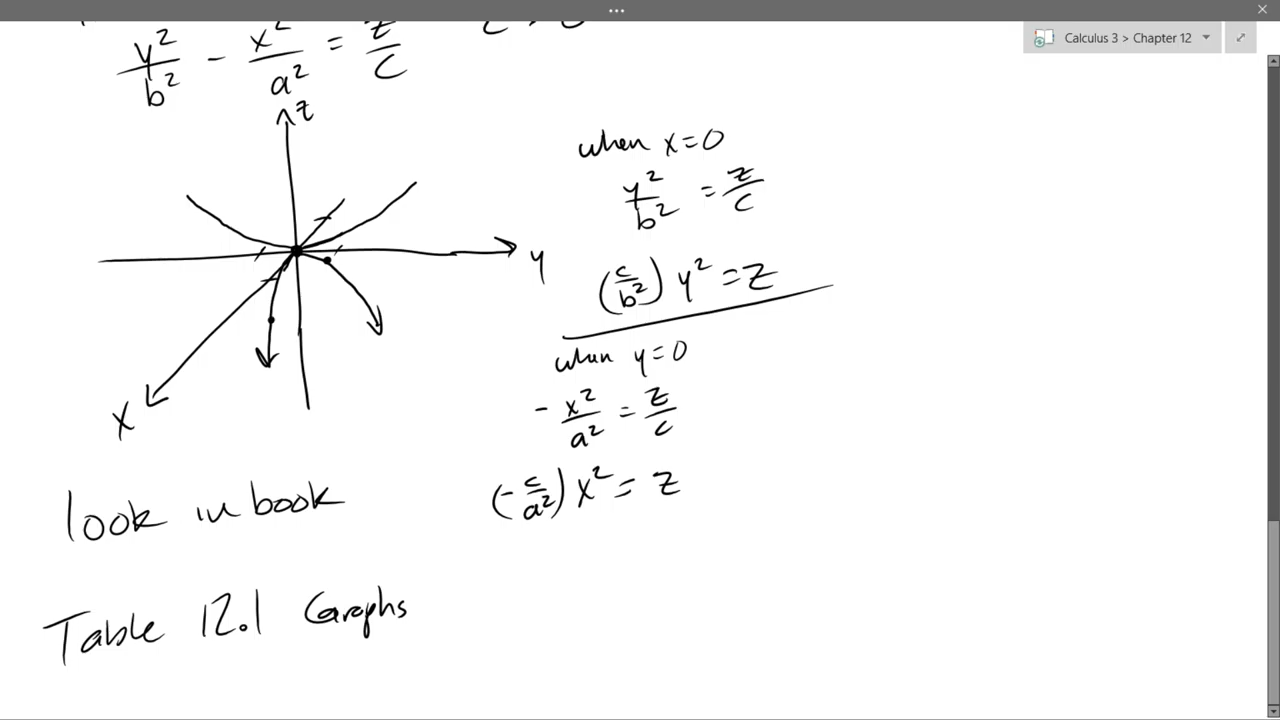 Calculus 3 > Chapter 12
y²/b² - x²/a² = z/c
z
y
x
when x=0
y²/b² = z/c
(c/b²) y² = z
when y=0
- x²/a² = z/c
(- c/a²) x² = z
look in book
Table 12.1 Graphs